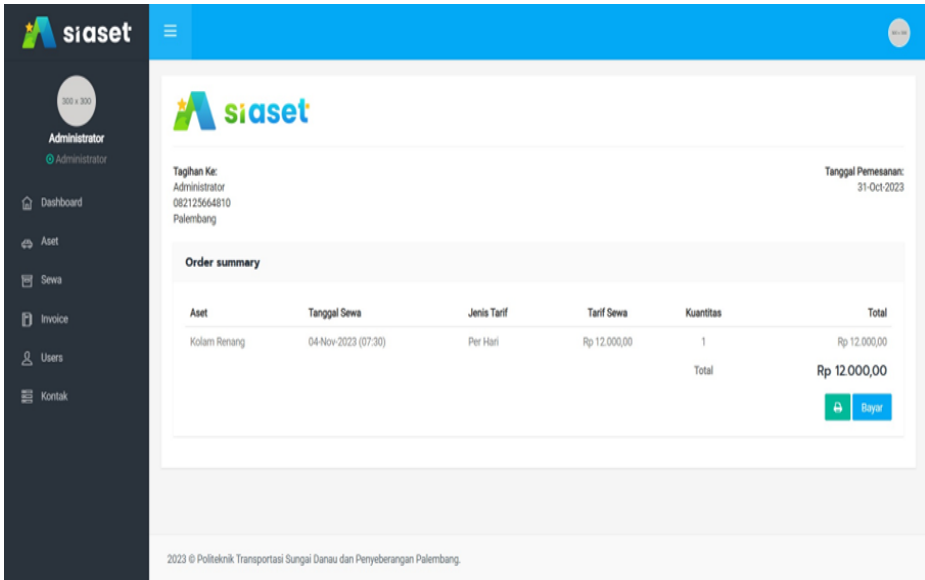 siaset
300 x 300
300 x 300
Administrator
Administrator
Dashboard
Aset
Sewa
Invoice
Users
Kontak
siaset
Tagihan Ke:
Administrator
082125664810
Palembang
Tanggal Pemesanan:
31-Oct-2023
Order summary
Aset Tanggal Sewa Jenis Tarif Tarif Sewa Kuantitas Total
Kolam Renang 04-Nov-2023 (07:30) Per Hari Rp 12.000,00 1 Rp 12.000,00
Total Rp 12.000,00
Bayar
2023 © Politeknik Transportasi Sungai Danau dan Penyeberangan Palembang.